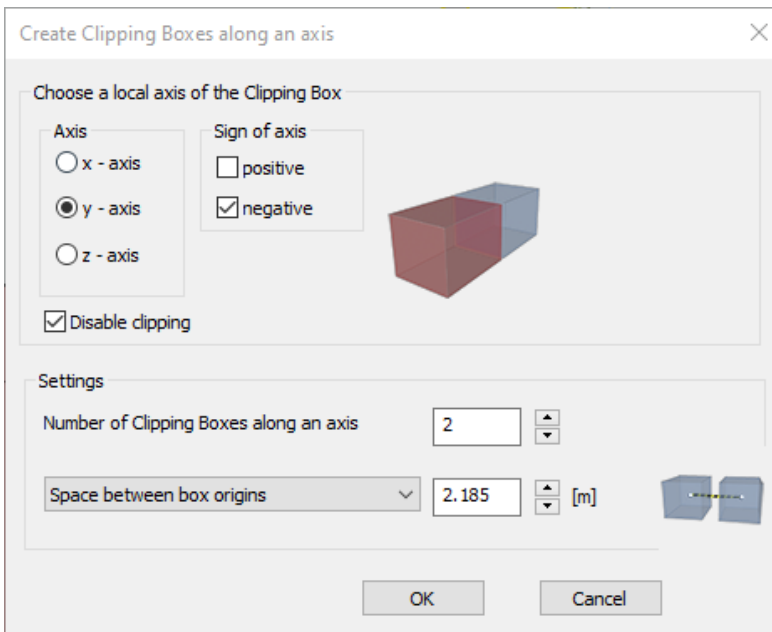 Create Clipping Boxes along an axis
Choose a local axis of the Clipping Box
Axis
Sign of axis
x - axis
positive
y - axis
negative
z - axis
Disable clipping
Settings
Number of Clipping Boxes along an axis 2
Space between box origins 2.185 [m]
OK Cancel